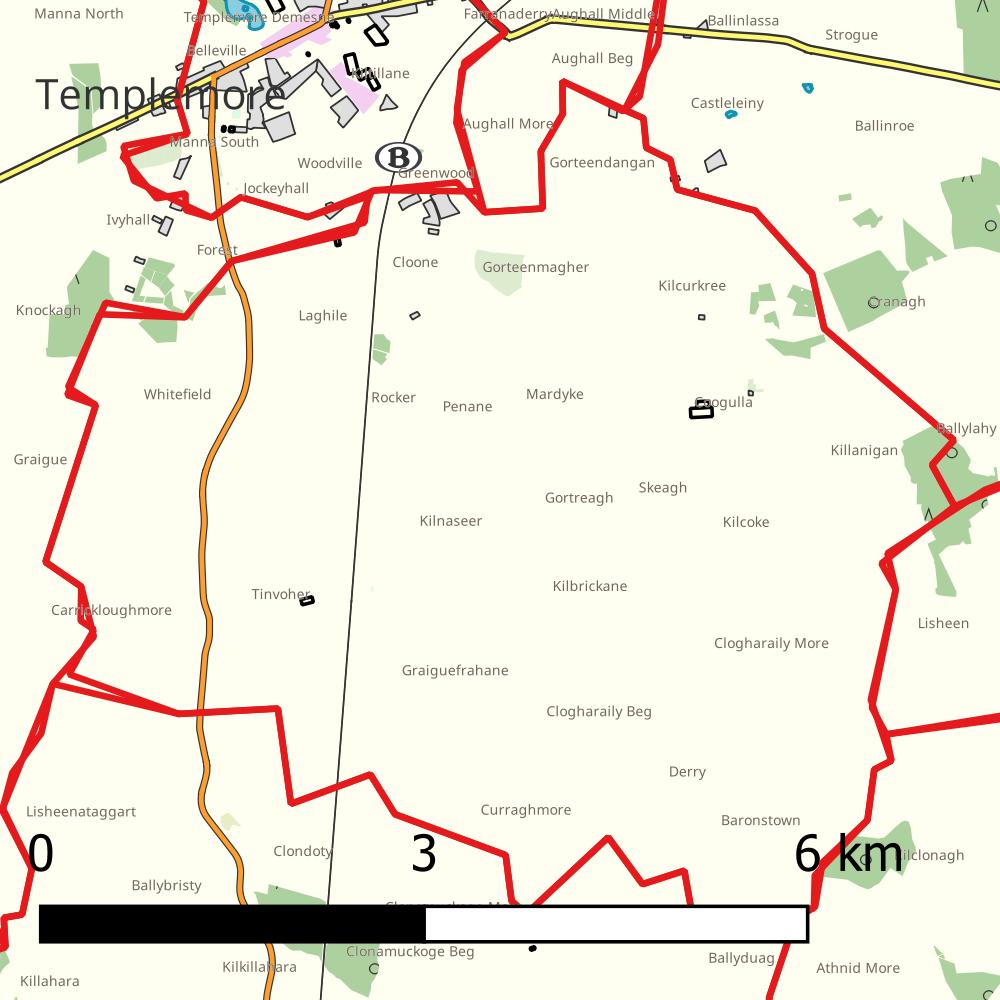 Manna North
Templemore Demesne
Farranaderry
Aughall Middle
Ballinlassa
Strogue
Belleville
Aughall Beg
Kiltillane
Templemore
Castleleiny
Aughall More
Ballinroe
Manna South
Woodville
B
Greenwood
Gorteendangan
Jockeyhall
Ivyhall
Forest
Cloone
Gorteenmagher
Kilcurkree
Cranagh
Knockagh
Laghile
Whitefield
Rocker
Penane
Mardyke
Coogulla
Ballylahy
Killanigan
Graigue
Gortreagh
Skeagh
Kilnaseer
Kilcoke
Tinvoher
Kilbrickane
Carrickloughmore
Lisheen
Clogharaily More
Graiguefrahane
Clogharaily Beg
Derry
Lisheenataggart
Curraghmore
Baronstown
0 3 6 km
Clondoty
Kilclonagh
Ballybristy
Clonamuckoge Beg
Ballyduag
Kilkillahara
Athnid More
Killahara